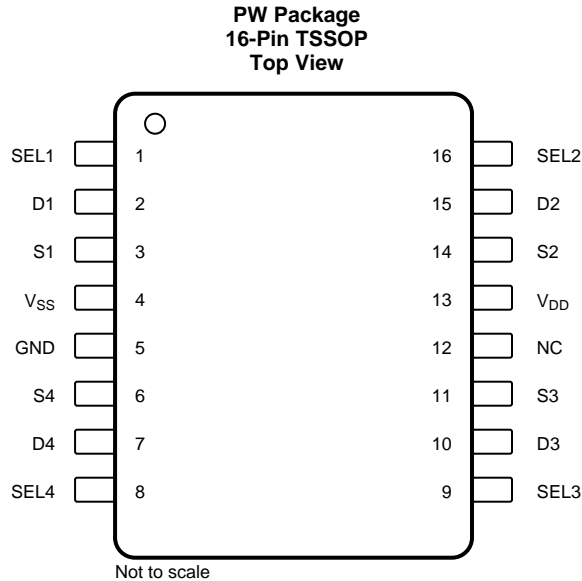 PW Package
16-Pin TSSOP
Top View
SEL1 1 16 SEL2
D1 2 15 D2
S1 3 14 S2
VSS 4 13 VDD
GND 5 12 NC
S4 6 11 S3
D4 7 10 D3
SEL4 8 9 SEL3
Not to scale